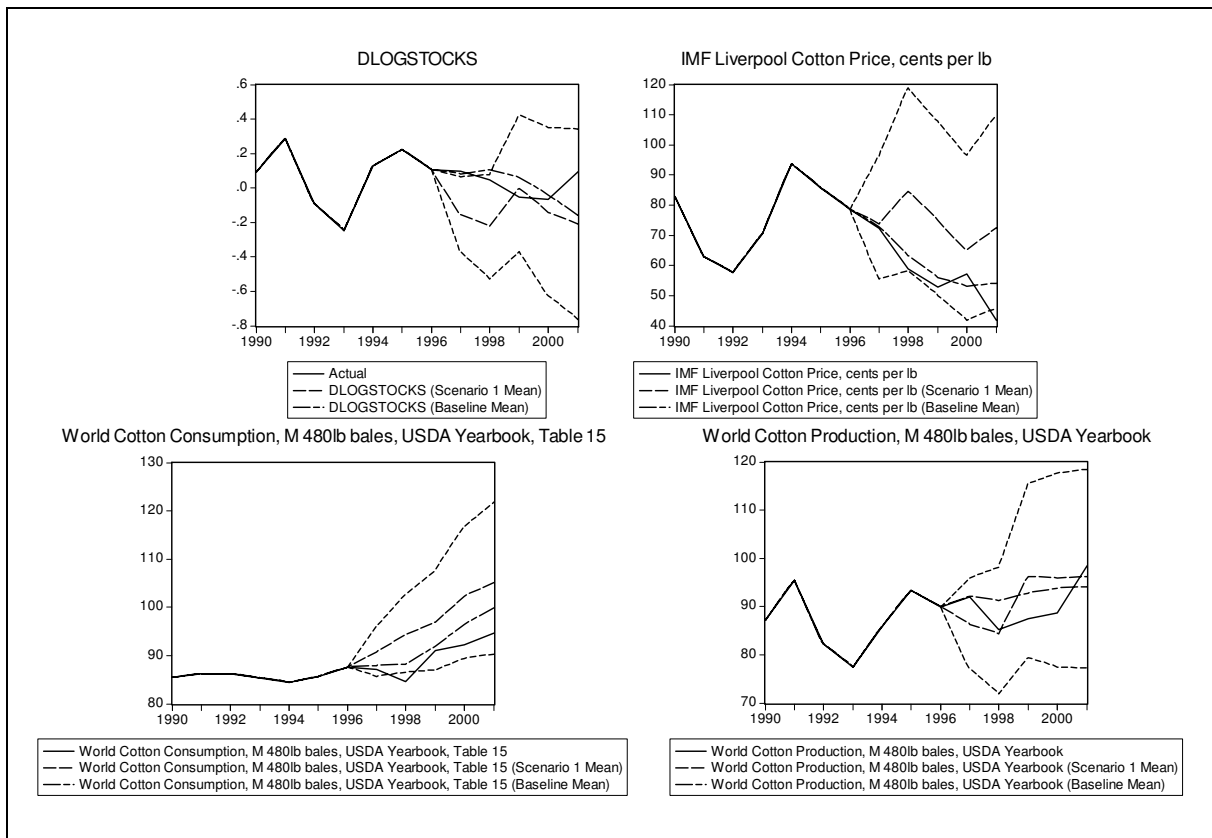 DLOGSTOCKS
.6
.4
.2
.0
-.2
-.4
-.6
-.8
1990 1992 1994 1996 1998 2000
Actual
DLOGSTOCKS (Scenario 1 Mean)
DLOGSTOCKS (Baseline Mean)
IMF Liverpool Cotton Price, cents per lb
120
110
100
90
80
70
60
50
40
1990 1992 1994 1996 1998 2000
IMF Liverpool Cotton Price, cents per lb
IMF Liverpool Cotton Price, cents per lb (Scenario 1 Mean)
IMF Liverpool Cotton Price, cents per lb (Baseline Mean)
World Cotton Consumption, M 480lb bales, USDA Yearbook, Table 15
130
120
110
100
90
80
1990 1992 1994 1996 1998 2000
World Cotton Consumption, M 480lb bales, USDA Yearbook, Table 15
World Cotton Consumption, M 480lb bales, USDA Yearbook, Table 15 (Scenario 1 Mean)
World Cotton Consumption, M 480lb bales, USDA Yearbook, Table 15 (Baseline Mean)
World Cotton Production, M 480lb bales, USDA Yearbook
120
110
100
90
80
70
1990 1992 1994 1996 1998 2000
World Cotton Production, M 480lb bales, USDA Yearbook
World Cotton Production, M 480lb bales, USDA Yearbook (Scenario 1 Mean)
World Cotton Production, M 480lb bales, USDA Yearbook (Baseline Mean)